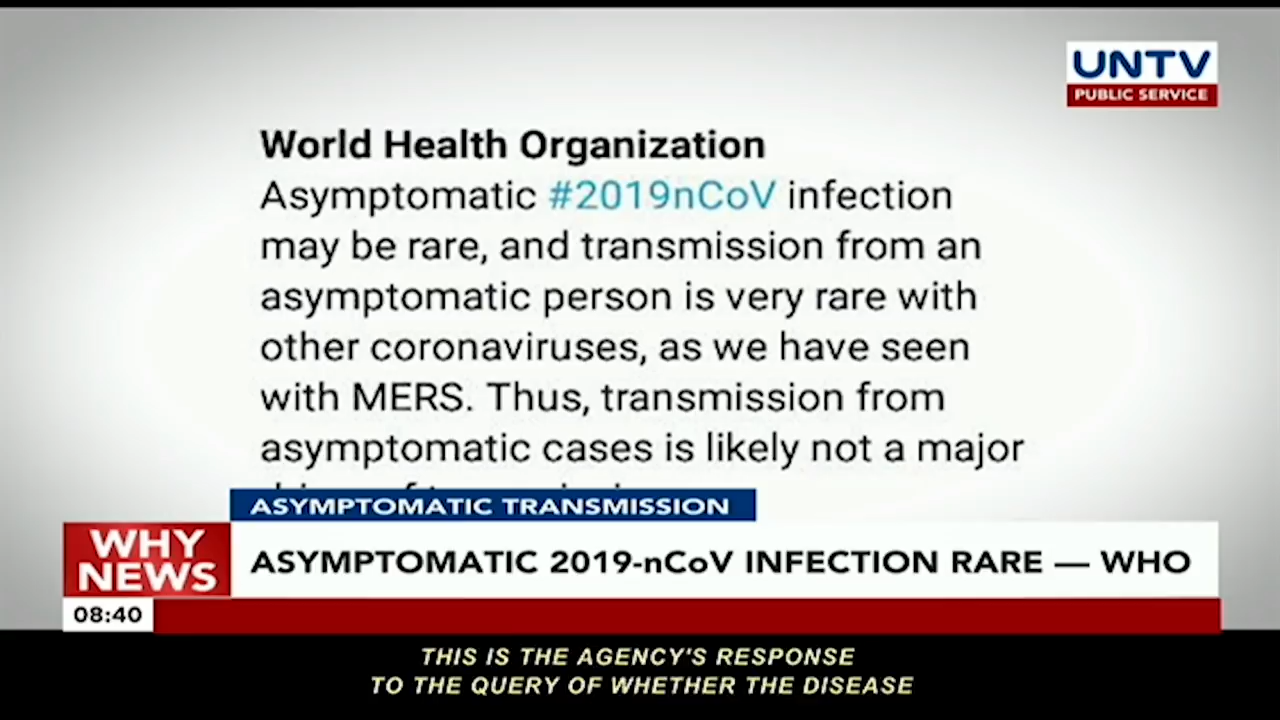 UNTV
PUBLIC SERVICE
World Health Organization
Asymptomatic #2019nCoV infection
may be rare, and transmission from an
asymptomatic person is very rare with
other coronaviruses, as we have seen
with MERS. Thus, transmission from
asymptomatic cases is likely not a major
ASYMPTOMATIC TRANSMISSION
WHY
NEWS
ASYMPTOMATIC 2019-nCoV INFECTION RARE — WHO
08:40
THIS IS THE AGENCY'S RESPONSE
TO THE QUERY OF WHETHER THE DISEASE